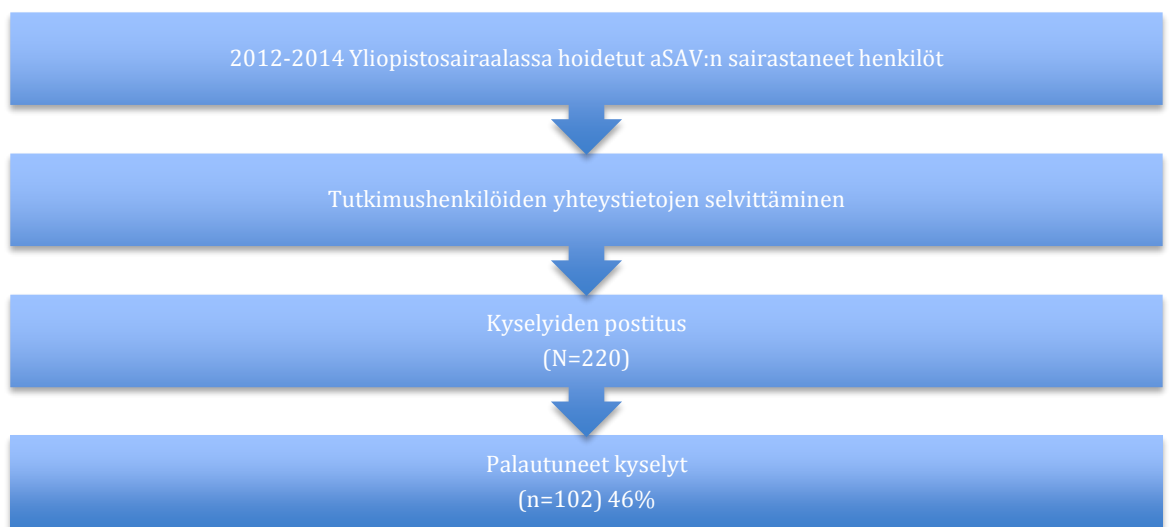 2012-2014 Yliopistosairaalassa hoidetut aSAV:n sairastaneet henkilöt
Tutkimushenkilöiden yhteystietojen selvittäminen
Kyselyiden postitus
(N=220)
Palautuneet kyselyt
(n=102) 46%